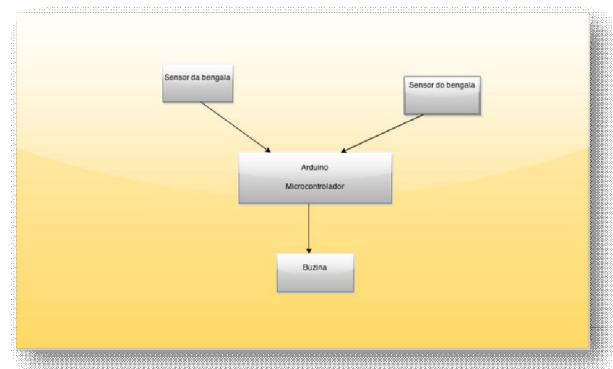 Sensor da bengala
Sensor do bengala
Arduino
Microcontrolador
Buzina